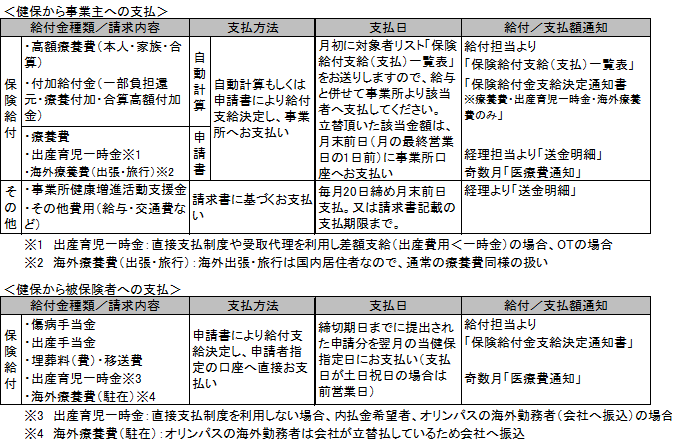 ＜健保から事業主への支払＞
給付金種類／請求内容 支払方法 支払日 給付／支払額通知
保険給付
・高額療養費（本人・家族・合
算）
・付加給付金（一部負担還
元・療養付加・合算高額付加
金）
自動計算
・療養費
・出産育児一時金※1
・海外療養費（出張・旅行）※2
申請書
自動計算もしくは
申請書により給付
支給決定し、事業
所へお支払い
月初に対象者リスト「保険
給付支給（支払）一覧表」
をお送りしますので、給与
と併せて事業所より該当
者へ支払してください。
立替頂いた該当金額は、
月末前日（月の最終営業
日の1日前）に事業所口
座へお支払い
給付担当より
「保険給付支給（支払）一覧表」
「保険給付金支給決定通知書
※療養費・出産育児一時金・海外療養
費のみ」
経理担当より「送金明細」
奇数月「医療費通知」
その他
・事業所健康増進活動支援金
・その他費用（給与・交通費な
ど）
請求書に基づくお支払
い
毎月20日締め月末前日
支払。又は請求書記載の
支払期限まで。
経理より「送金明細」
※1　出産育児一時金：直接支払制度や受取代理を利用し差額支給（出産費用＜一時金）の場合、OTの場合
※2　海外療養費（出張・旅行）：海外出張・旅行は国内居住者なので、通常の療養費同様の扱い
＜健保から被保険者への支払＞
給付金種類／請求内容 支払方法 支払日 給付／支払額通知
保険給付
・傷病手当金
・出産手当金
・埋葬料（費）・移送費
・出産育児一時金※3
・海外療養費（駐在）※4
申請書により給付支
給決定し、申請者指定
の口座へ直接お支
払い
締切期日までに提出され
た申請分を翌月の当健保
指定日にお支払い（支払
日が土日祝日の場合は
前営業日）
給付担当より
「保険給付金支給決定通知書」
奇数月「医療費通知」
※3　出産育児一時金：直接支払制度を利用しない場合、内払金希望者、オリンパスの海外勤務者（会社へ振込）の場合
※4　海外療養費（駐在）：オリンパスの海外勤務者は会社が立替払しているため会社へ振込